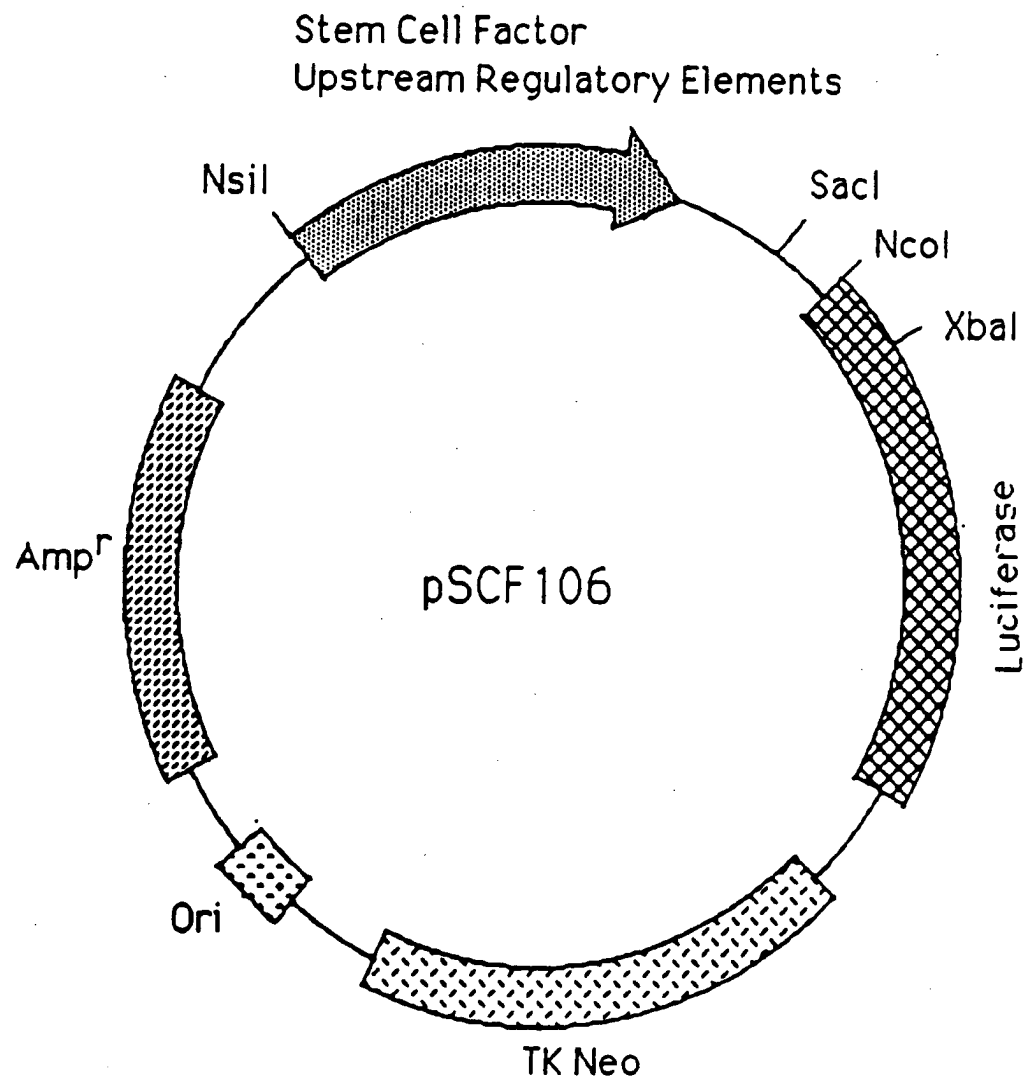 Stem Cell Factor
Upstream Regulatory Elements
NsiI
SacI
NcoI
XbaI
Luciferase
Amp^r
pSCF106
Ori
TK Neo